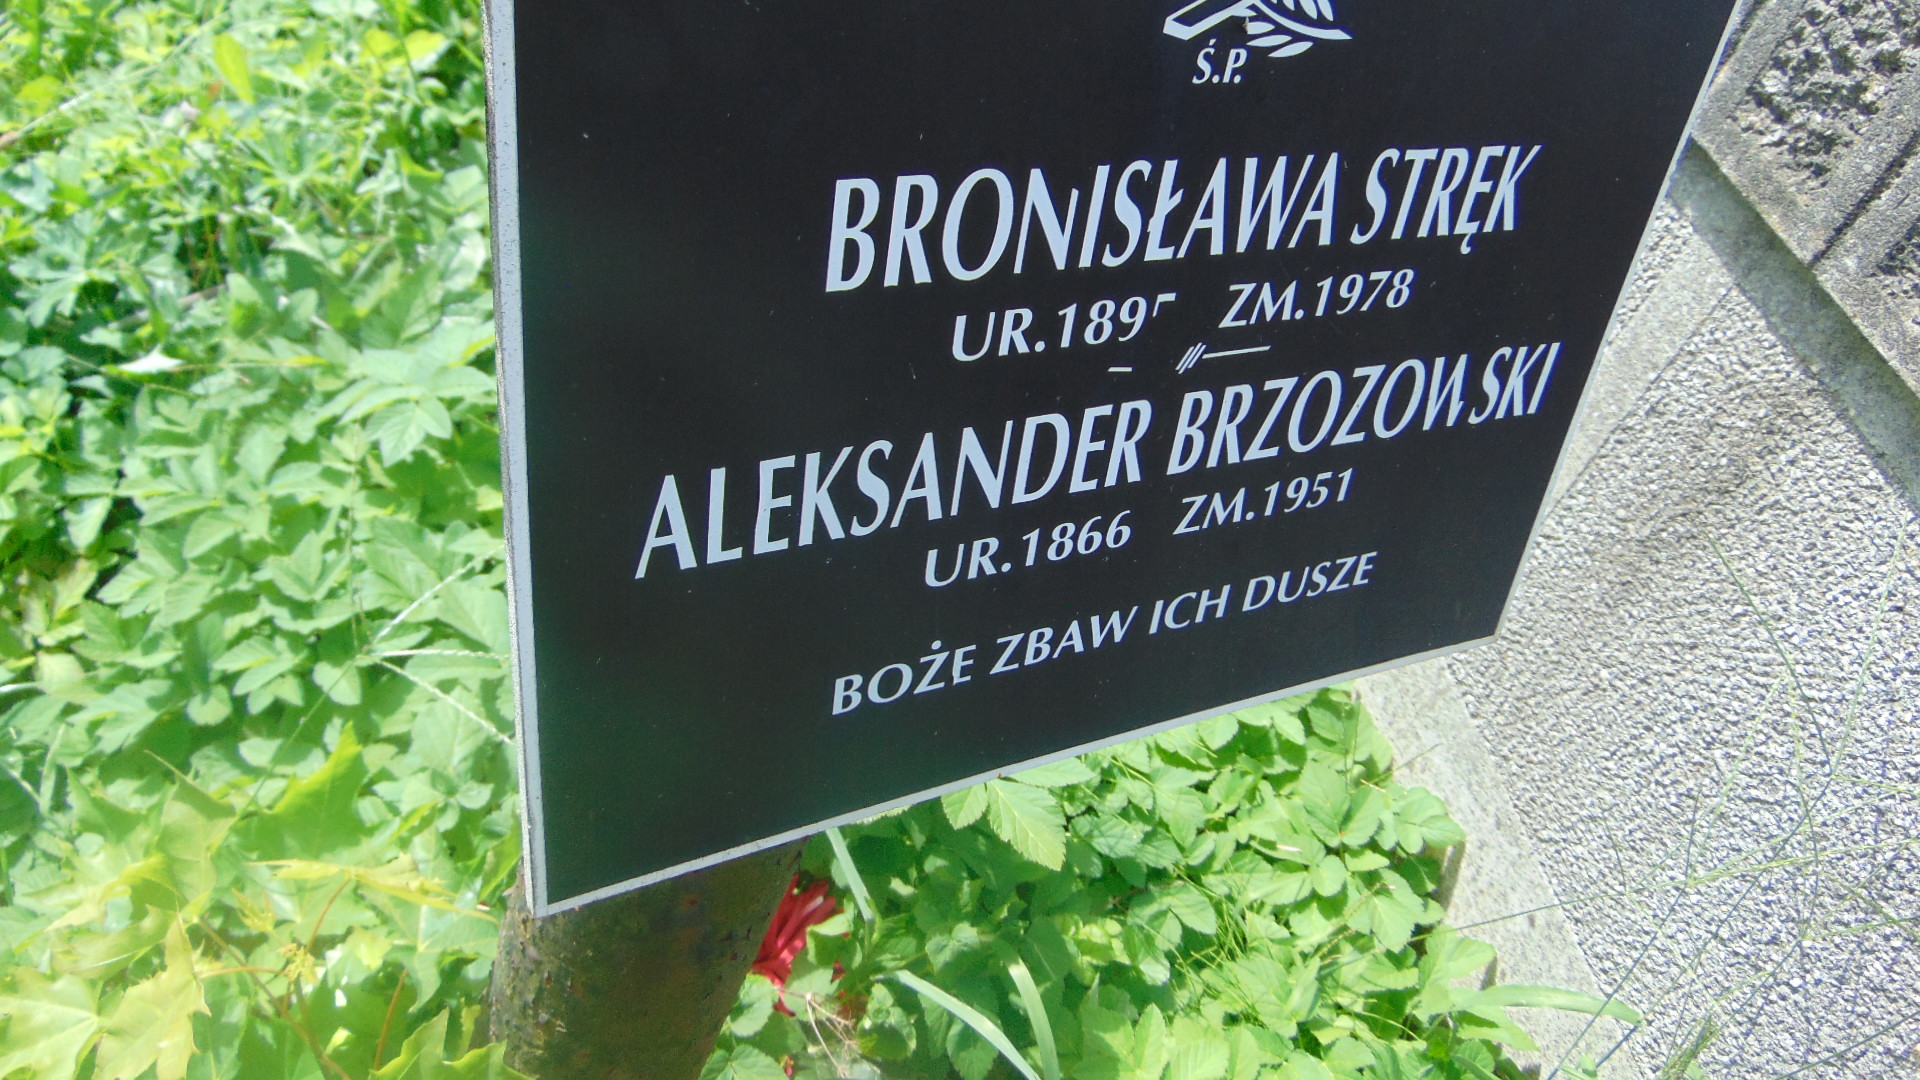 Ś.P.
BRONISŁAWA STRĘK
ZM.1978
ALEKSANDER BRZOZOWSKI
UR.1866 ZM.1951
BOŻE ZBAW ICH DUSZE